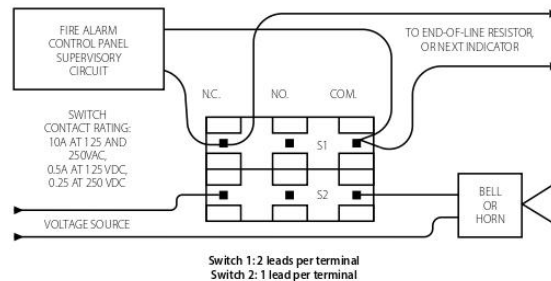 FIRE ALARM
CONTROL PANEL
SUPERVISORY
CIRCUIT
TO END-OF-LINE RESISTOR,
OR NEXT INDICATOR
N.C.
NO.
COM.
SWITCH
CONTACT RATING:
10A AT 125 AND
250VAC,
0.5A AT 125 VDC,
0.25 AT 250 VDC
S1
S2
BELL
OR
HORN
VOLTAGE SOURCE
Switch 1: 2 leads per terminal
Switch 2: 1 lead per terminal